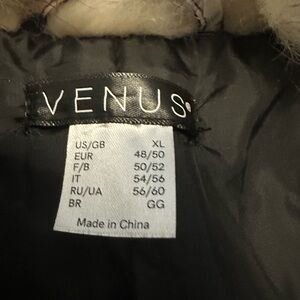 VENUS®
US/GB XL
EUR 48/50
F/B 50/52
IT 54/56
RU/UA 56/60
BR GG
Made in China